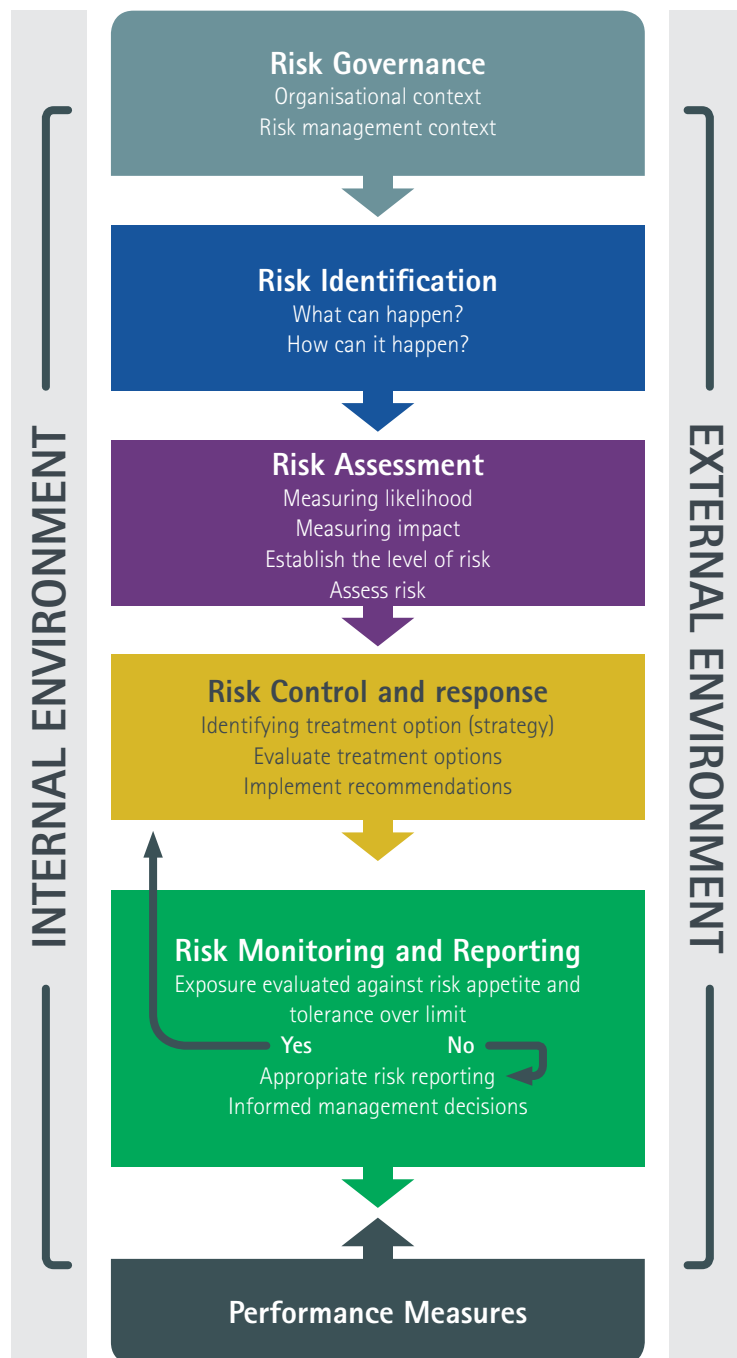 Risk Governance
Organisational context
Risk management context
Risk Identification
What can happen?
How can it happen?
Risk Assessment
Measuring likelihood
Measuring impact
Establish the level of risk
Assess risk
Risk Control and response
Identifying treatment option (strategy)
Evaluate treatment options
Implement recommendations
Risk Monitoring and Reporting
Exposure evaluated against risk appetite and
tolerance over limit
Yes No
Appropriate risk reporting
Informed management decisions
Performance Measures
INTERNAL ENVIRONMENT
EXTERNAL ENVIRONMENT